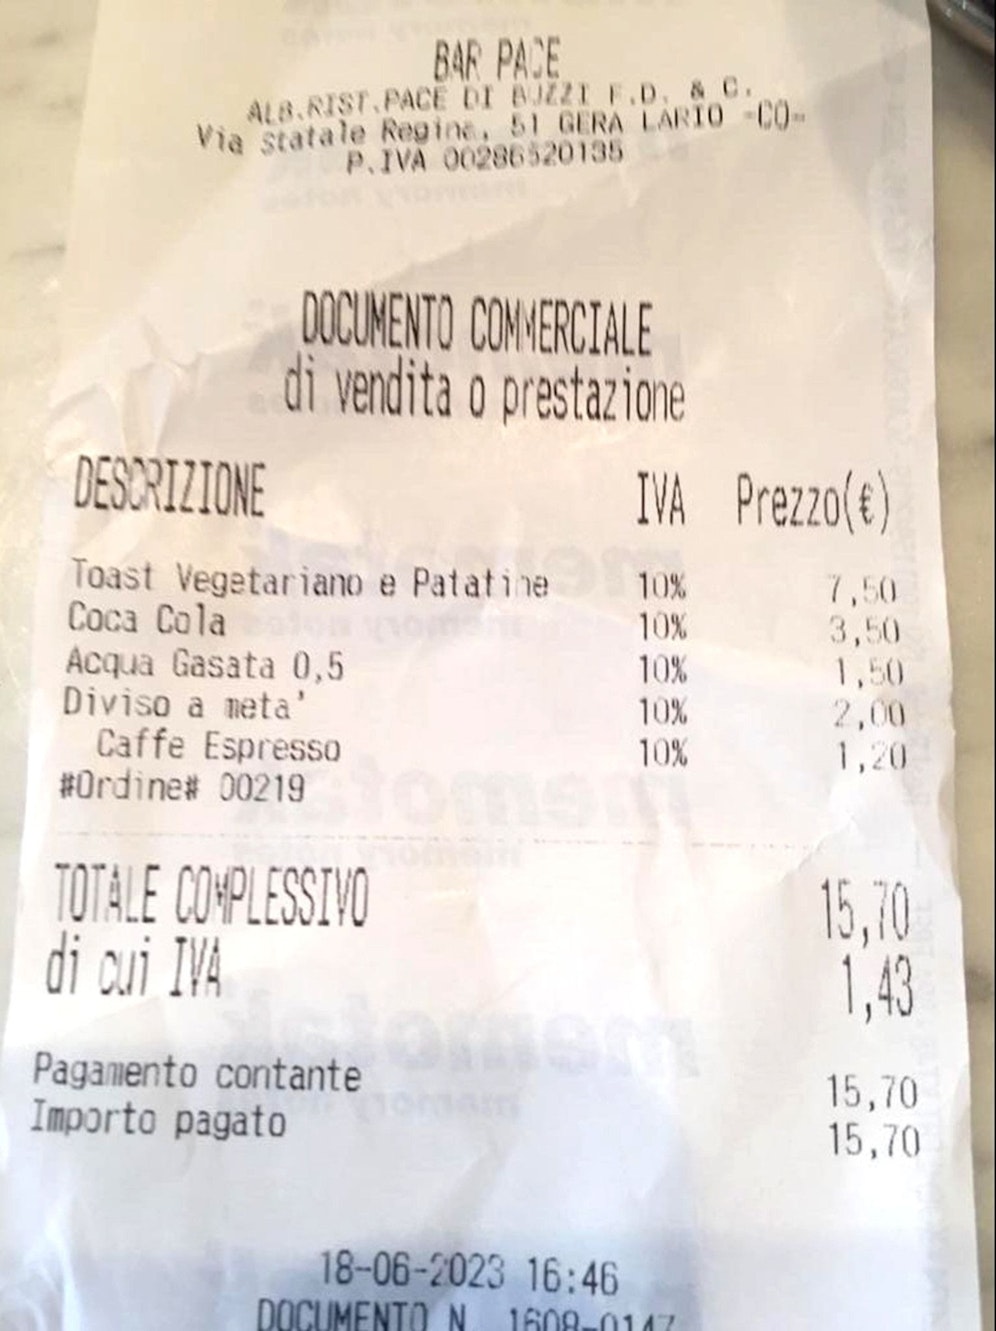 BAR PACE
ALB.RIST.PACE DI BUZZI F.D. & C.
Via Statale Regina, 51 GERA LARIO -CO-
P.IVA 00286520135
DOCUMENTO COMMERCIALE
di vendita o prestazione
DESCRIZIONE IVA Prezzo(€)
Toast Vegetariano e Patatine 10% 7,50
Coca Cola 10% 3,50
Acqua Gasata 0,5 10% 1,50
Diviso a meta' 10% 2,00
Caffe Espresso 10% 1,20
#Ordine# 00219
TOTALE COMPLESSIVO 15,70
di cui IVA 1,43
Pagamento contante 15,70
Importo pagato 15,70
18-06-2023 16:46
DOCUMENTO N. 1608-0147